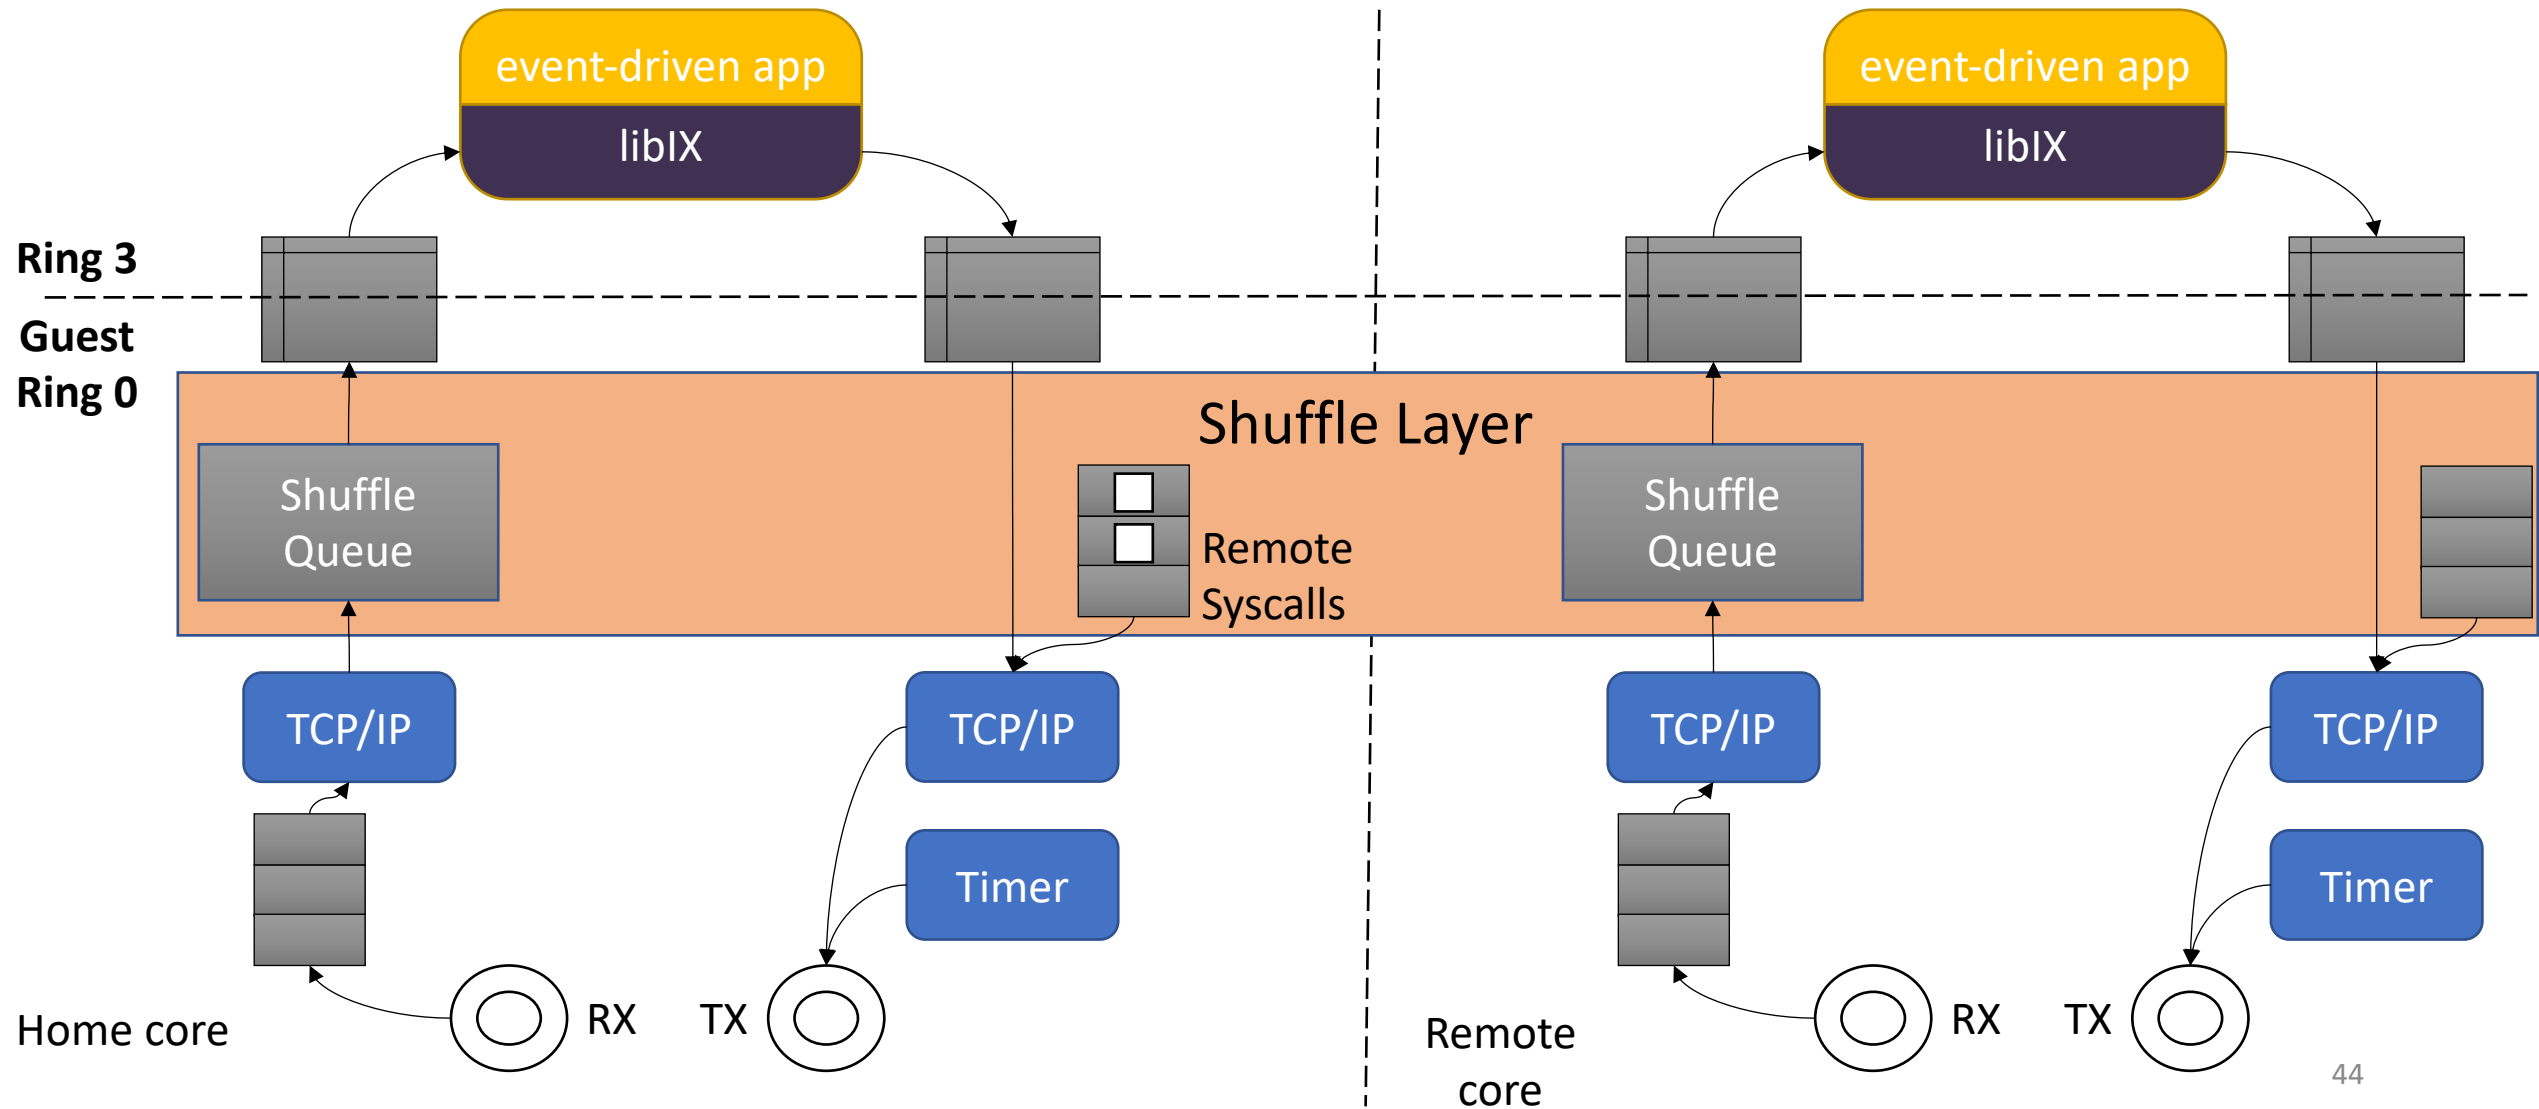 event-driven app
libIX
event-driven app
libIX
Ring 3
Guest
Ring 0
Shuffle Layer
Shuffle
Queue
Remote
Syscalls
Shuffle
Queue
TCP/IP
TCP/IP
TCP/IP
TCP/IP
Timer
Timer
Home core
RX
TX
Remote
core
RX
TX
44